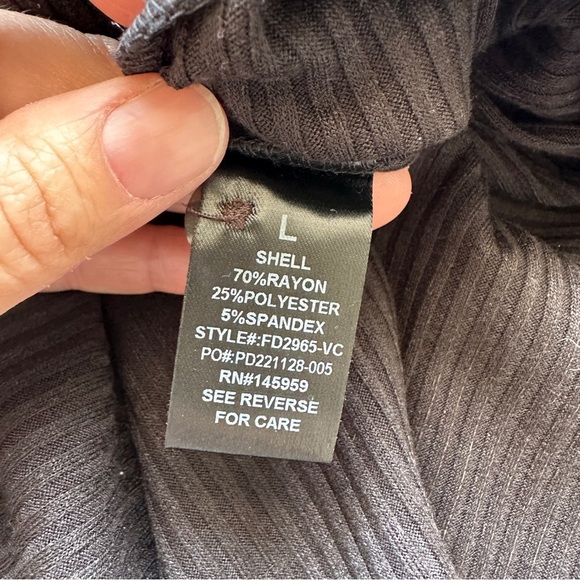 L
SHELL
70%RAYON
25%POLYESTER
5%SPANDEX
STYLE#:FD2965-VC
PO#:PD221128-005
RN#145959
SEE REVERSE
FOR CARE